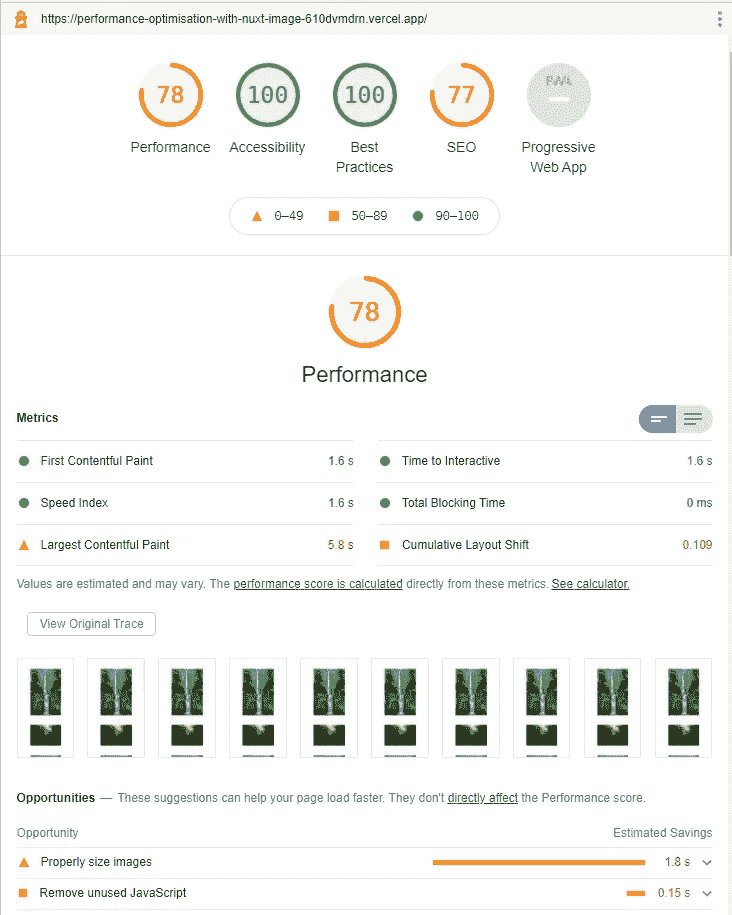 https://performance-optimisation-with-nuxt-image-610dvmdrn.vercel.app/
78 100 100 77 PWA
Performance Accessibility Best Practices SEO Progressive Web App
0–49 50–89 90–100
78
Performance
Metrics
First Contentful Paint 1.6 s
Time to Interactive 1.6 s
Speed Index 1.6 s
Total Blocking Time 0 ms
Largest Contentful Paint 5.8 s
Cumulative Layout Shift 0.109
Values are estimated and may vary. The performance score is calculated directly from these metrics. See calculator.
View Original Trace
Opportunities — These suggestions can help your page load faster. They don't directly affect the Performance score.
Opportunity Estimated Savings
Properly size images 1.8 s
Remove unused JavaScript 0.15 s